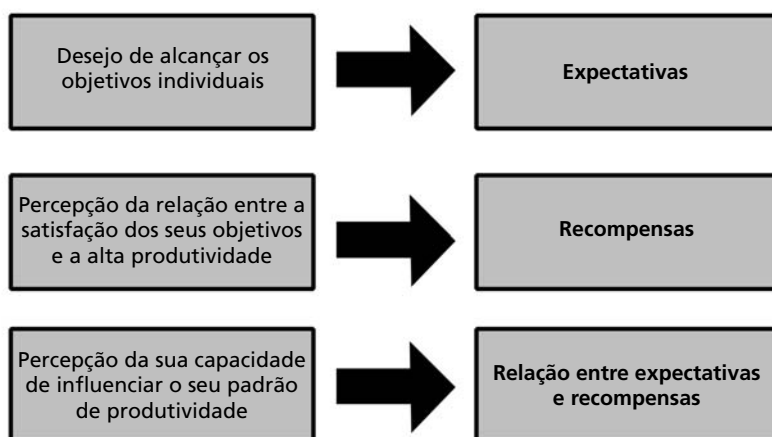 Desejo de alcançar os
objetivos individuais
Expectativas
Percepção da relação entre a
satisfação dos seus objetivos
e a alta produtividade
Recompensas
Percepção da sua capacidade
de influenciar o seu padrão
de produtividade
Relação entre expectativas
e recompensas